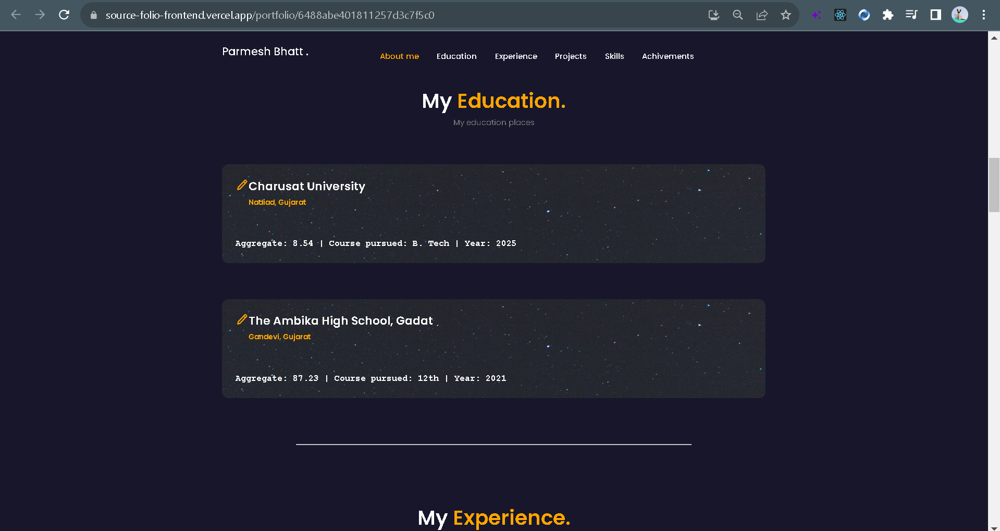 source-folio-frontend.vercel.app/portfolio/6488abe401811257d3c7f5c0
Parmesh Bhatt .
About me Education Experience Projects Skills Achivements
My Education.
My education places
Charusat University
Nadiad, Gujarat
Aggregate: 8.54 | Course pursued: B. Tech | Year: 2025
The Ambika High School, Gadat
Gandevi, Gujarat
Aggregate: 87.23 | Course pursued: 12th | Year: 2021
My Experience.